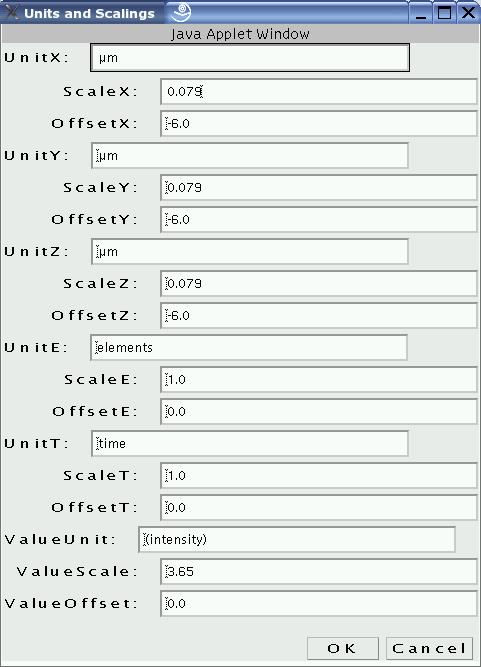 Units and Scalings
Java Applet Window
UnitX: µm
ScaleX: 0.079
OffsetX: -6.0
UnitY: µm
ScaleY: 0.079
OffsetY: -6.0
UnitZ: µm
ScaleZ: 0.079
OffsetZ: -6.0
UnitE: elements
ScaleE: 1.0
OffsetE: 0.0
UnitT: time
ScaleT: 1.0
OffsetT: 0.0
ValueUnit: (intensity)
ValueScale: 3.65
ValueOffset: 0.0
OK Cancel